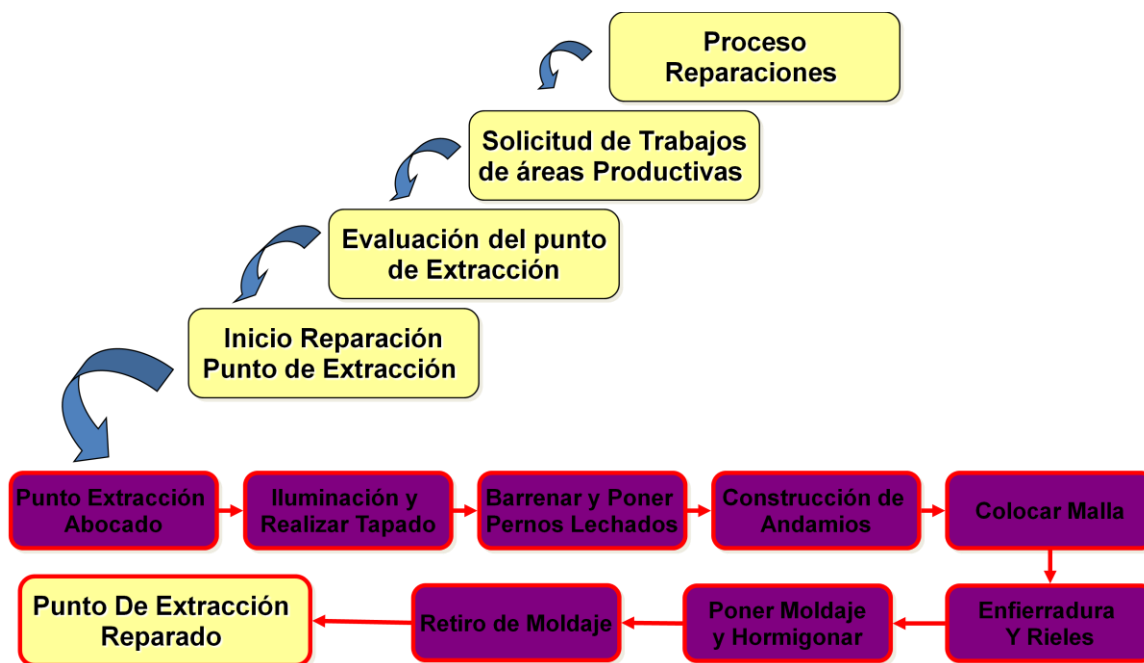 Proceso
Reparaciones
Solicitud de Trabajos
de áreas Productivas
Evaluación del punto
de Extracción
Inicio Reparación
Punto de Extracción
Punto Extracción
Abocado
Iluminación y
Realizar Tapado
Barrenar y Poner
Pernos Lechados
Construcción de
Andamios
Colocar Malla
Enfierradura
Y Rieles
Poner Moldaje
y Hormigonar
Retiro de Moldaje
Punto De Extracción
Reparado